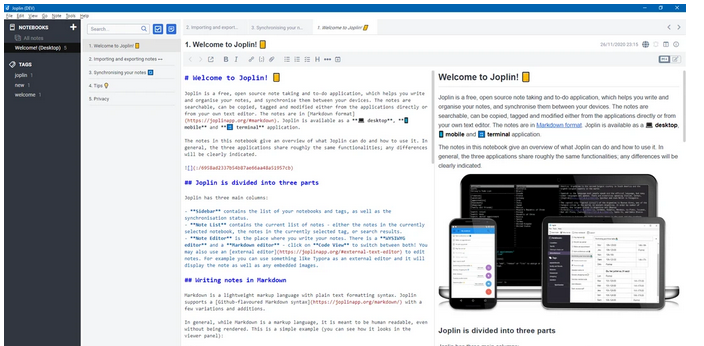 Joplin (DEV)
File Edit View Go Note Tools Help
NOTEBOOKS
All notes
Welcome! (Desktop) 5
TAGS
joplin 1
new 1
welcome 1
Search...
1. Welcome to Joplin!
2. Importing and exporting notes
3. Synchronising your notes
4. Tips
5. Privacy
2. Importing and export...
3. Synchronising your n...
1. Welcome to Joplin!
1. Welcome to Joplin!
26/11/2020 23:15
# Welcome to Joplin!
Joplin is a free, open source note taking and to-do application, which helps you write
and organise your notes, and synchronise them between your devices. The notes are
searchable, can be copied, tagged and modified either from the applications directly or
from your own text editor. The notes are in [Markdown format]
(https://joplinapp.org/#markdown). Joplin is available as a ** desktop**, **
mobile** and ** terminal** application.
The notes in this notebook give an overview of what Joplin can do and how to use it. In
general, the three applications share roughly the same functionalities; any differences
will be clearly indicated.
## Joplin is divided into three parts
Joplin has three main columns:
- **Sidebar** contains the list of your notebooks and tags, as well as the
synchronisation status.
- **Note List** contains the current list of notes - either the notes in the currently
selected notebook, the notes in the currently selected tag, or search results.
- **Note Editor** is the place where you write your notes. There is a **WYSIWYG
editor** and a **Markdown editor** - click on **Code View** to switch between both! You
may also use an [external editor](https://joplinapp.org/#external-text-editor) to edit
notes. For example you can use something like Typora as an external editor and it will
display the note as well as any embedded images.
## Writing notes in Markdown
Markdown is a lightweight markup language with plain text formatting syntax. Joplin
supports a [Github-flavoured Markdown syntax](https://joplinapp.org/markdown/) with a
few variations and additions.
In general, while Markdown is a markup language, it is meant to be human readable, even
without being rendered. This is a simple example (you can see how it looks in the
viewer panel):
Welcome to Joplin!
Joplin is a free, open source note taking and to-do application, which helps you write and
organise your notes, and synchronise them between your devices. The notes are
searchable, can be copied, tagged and modified either from the applications directly or
from your own text editor. The notes are in Markdown format. Joplin is available as a desktop,
mobile and terminal application.
The notes in this notebook give an overview of what Joplin can do and how to use it. In
general, the three applications share roughly the same functionalities; any differences will be
clearly indicated.
Joplin is divided into three parts
Joplin has three main columns: